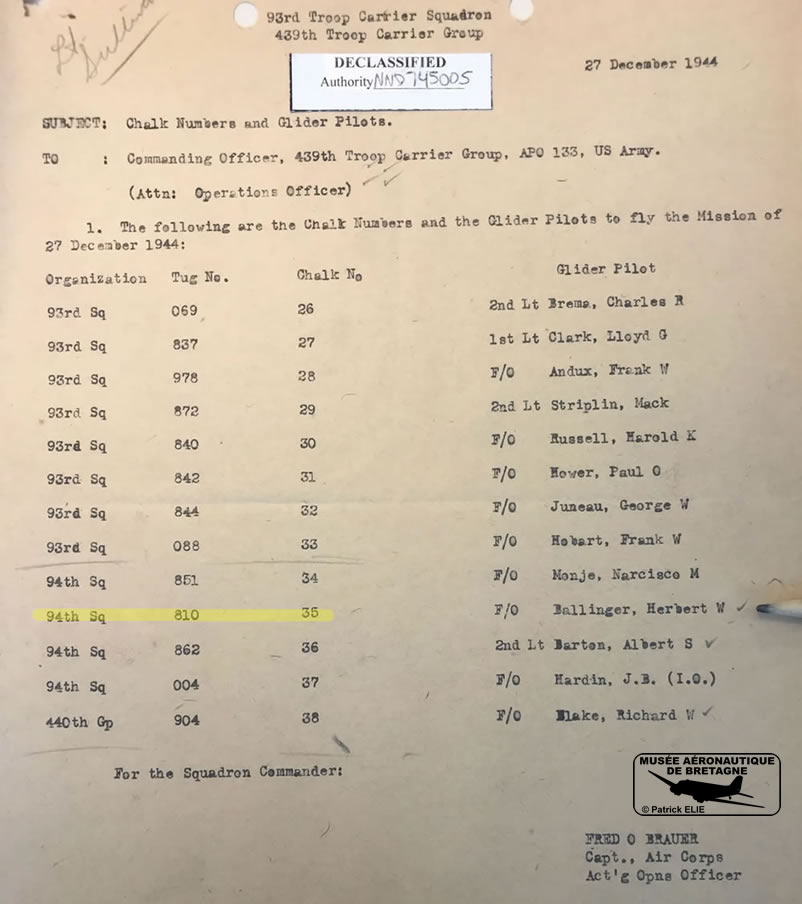 Lt. Sullivan
93rd Troop Carrier Squadron
439th Troop Carrier Group
DECLASSIFIED
Authority NND745005
27 December 1944
SUBJECT: Chalk Numbers and Glider Pilots.
TO : Commanding Officer, 439th Troop Carrier Group, APO 133, US Army.
(Attn: Operations Officer)
1. The following are the Chalk Numbers and the Glider Pilots to fly the Mission of
27 December 1944:
Organization Tug No. Chalk No Glider Pilot
93rd Sq 069 26 2nd Lt Brema, Charles R
93rd Sq 837 27 1st Lt Clark, Lloyd G
93rd Sq 978 28 F/O Andux, Frank W
93rd Sq 872 29 2nd Lt Striplin, Mack
93rd Sq 840 30 F/O Russell, Harold K
93rd Sq 842 31 F/O Hower, Paul O
93rd Sq 844 32 F/O Juneau, George W
93rd Sq 088 33 F/O Hobart, Frank W
94th Sq 851 34 F/O Monje, Narcisco M
94th Sq 810 35 F/O Ballinger, Herbert W ✓
94th Sq 862 36 2nd Lt Barton, Albert S ✓
94th Sq 004 37 F/O Hardin, J.B. (I.O.)
440th Gp 904 38 F/O Blake, Richard W ✓
For the Squadron Commander:
MUSÉE AÉRONAUTIQUE
DE BRETAGNE
© Patrick ELIE
FRED O BRAUER
Capt., Air Corps
Act'g Opns Officer